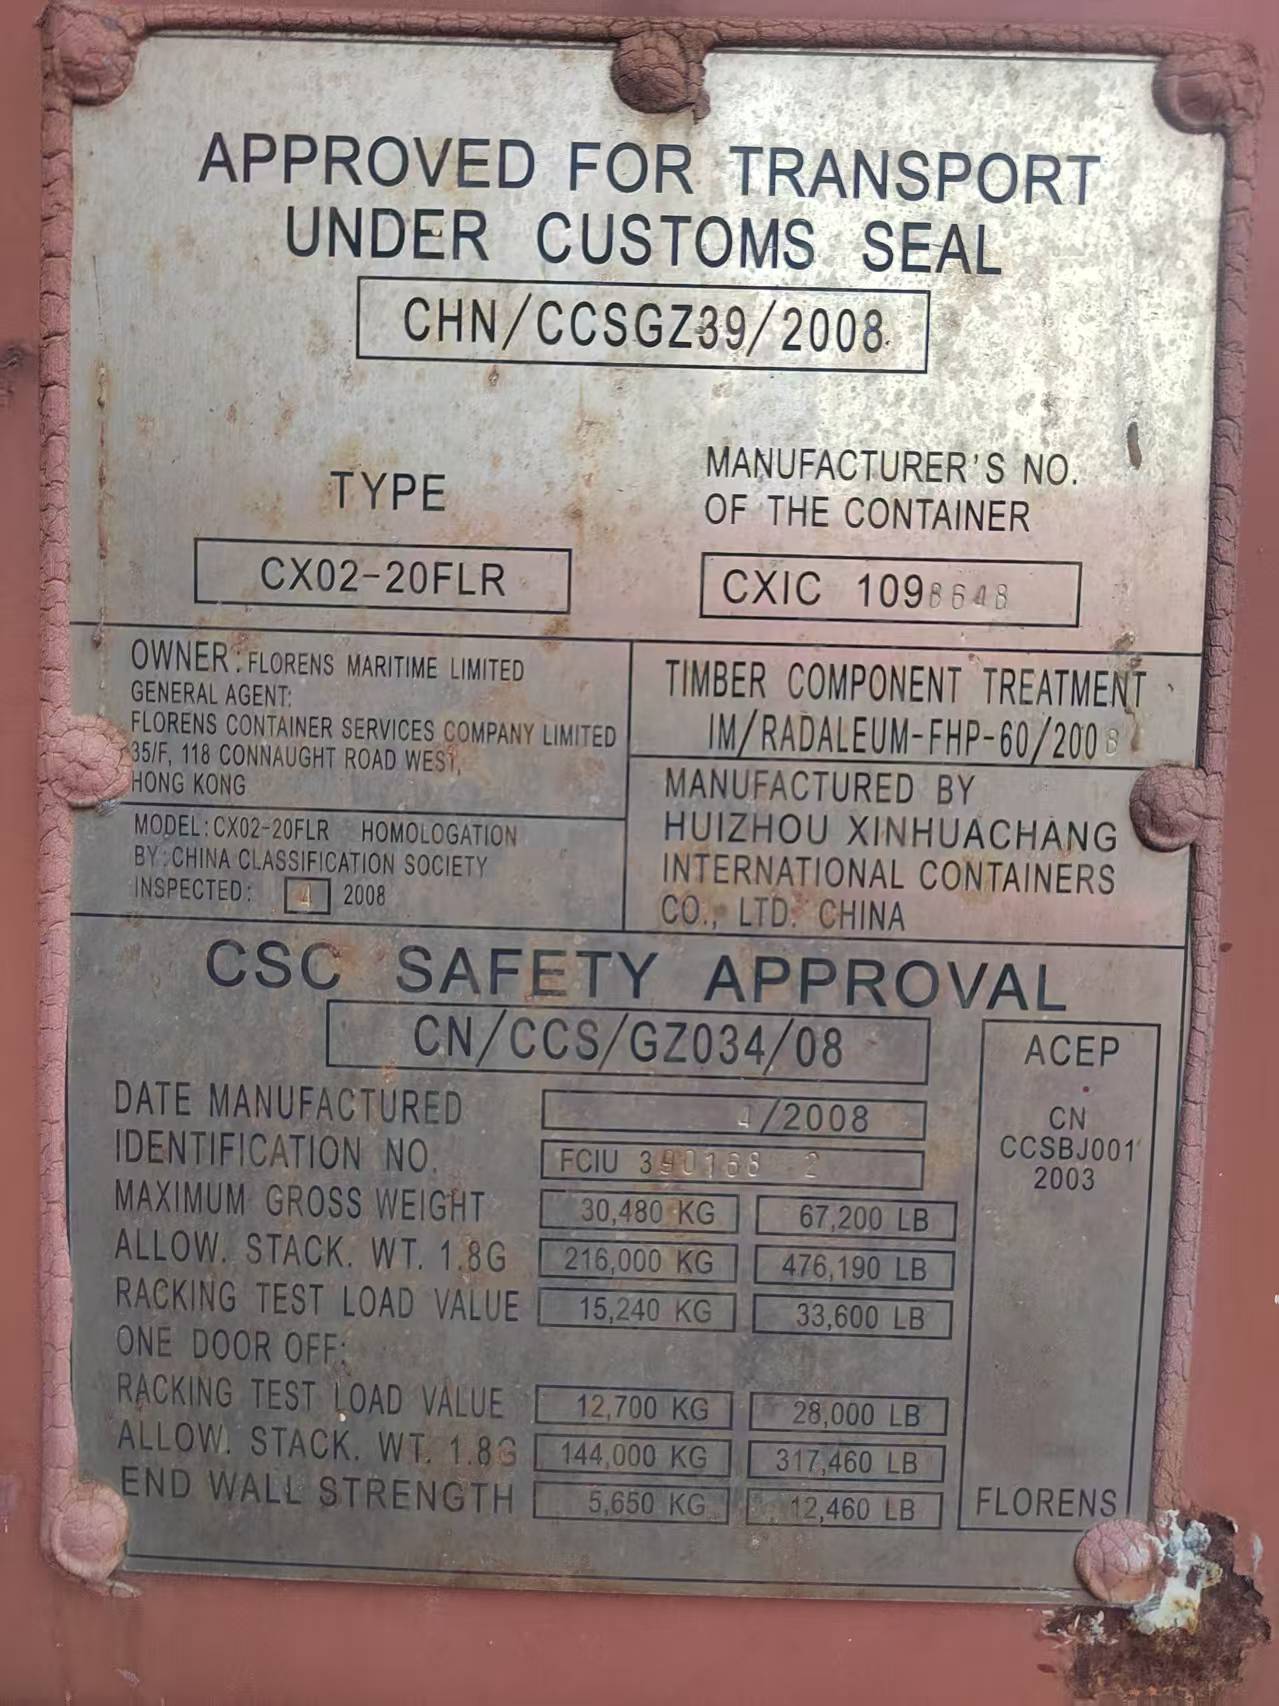 APPROVED FOR TRANSPORT
UNDER CUSTOMS SEAL
CHN/CCSGZ39/2008
TYPE
CX02-20FLR
MANUFACTURER'S NO.
OF THE CONTAINER
CXIC 1098648
OWNER: FLORENS MARITIME LIMITED
GENERAL AGENT:
FLORENS CONTAINER SERVICES COMPANY LIMITED
35/F, 118 CONNAUGHT ROAD WEST,
HONG KONG
MODEL: CX02-20FLR HOMOLOGATION
BY: CHINA CLASSIFICATION SOCIETY
INSPECTED: 4 2008
TIMBER COMPONENT TREATMENT
IM/RADALEUM-FHP-60/2008
MANUFACTURED BY
HUIZHOU XINHUACHANG
INTERNATIONAL CONTAINERS
CO., LTD. CHINA
CSC SAFETY APPROVAL
CN/CCS/GZ034/08
DATE MANUFACTURED 4/2008
IDENTIFICATION NO. FCIU 390168 2
MAXIMUM GROSS WEIGHT 30,480 KG 67,200 LB
ALLOW. STACK. WT. 1.8G 216,000 KG 476,190 LB
RACKING TEST LOAD VALUE 15,240 KG 33,600 LB
ONE DOOR OFF:
RACKING TEST LOAD VALUE 12,700 KG 28,000 LB
ALLOW. STACK. WT. 1.8G 144,000 KG 317,460 LB
END WALL STRENGTH 5,650 KG 12,460 LB
ACEP
CN
CCSBJ001
2003
FLORENS